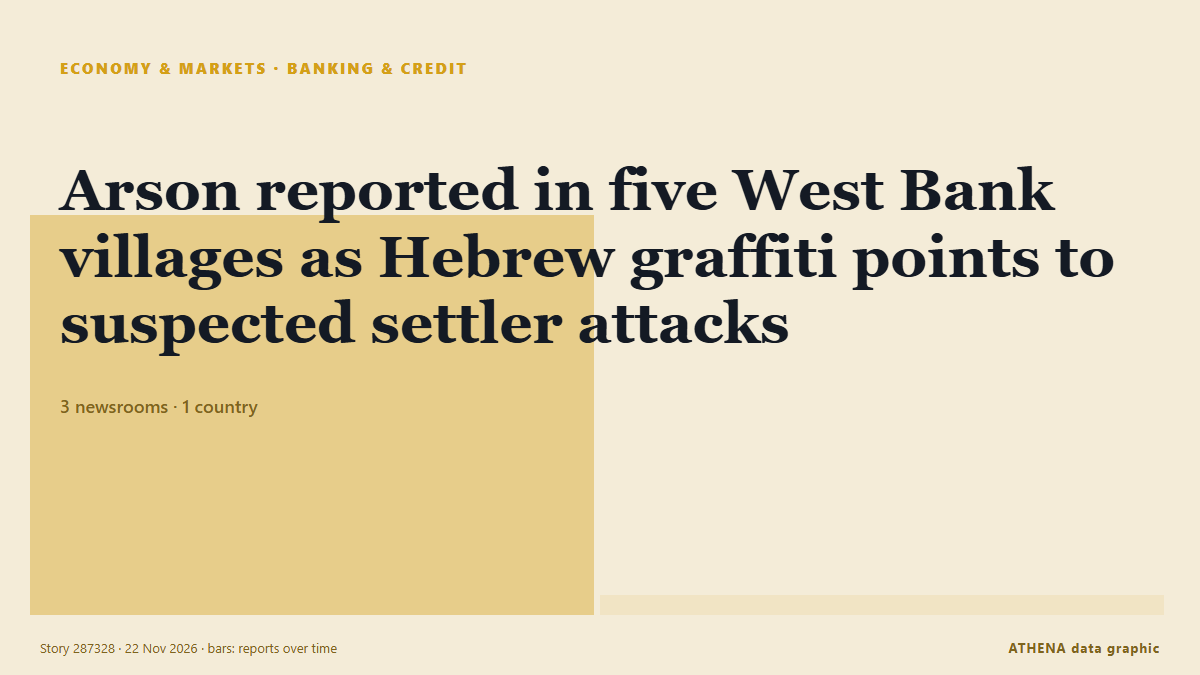 ECONOMY & MARKETS · BANKING & CREDIT
Arson reported in five West Bank
villages as Hebrew graffiti points to
suspected settler attacks
3 newsrooms · 1 country
Story 287328 · 22 Nov 2026 · bars: reports over time
ATHENA data graphic